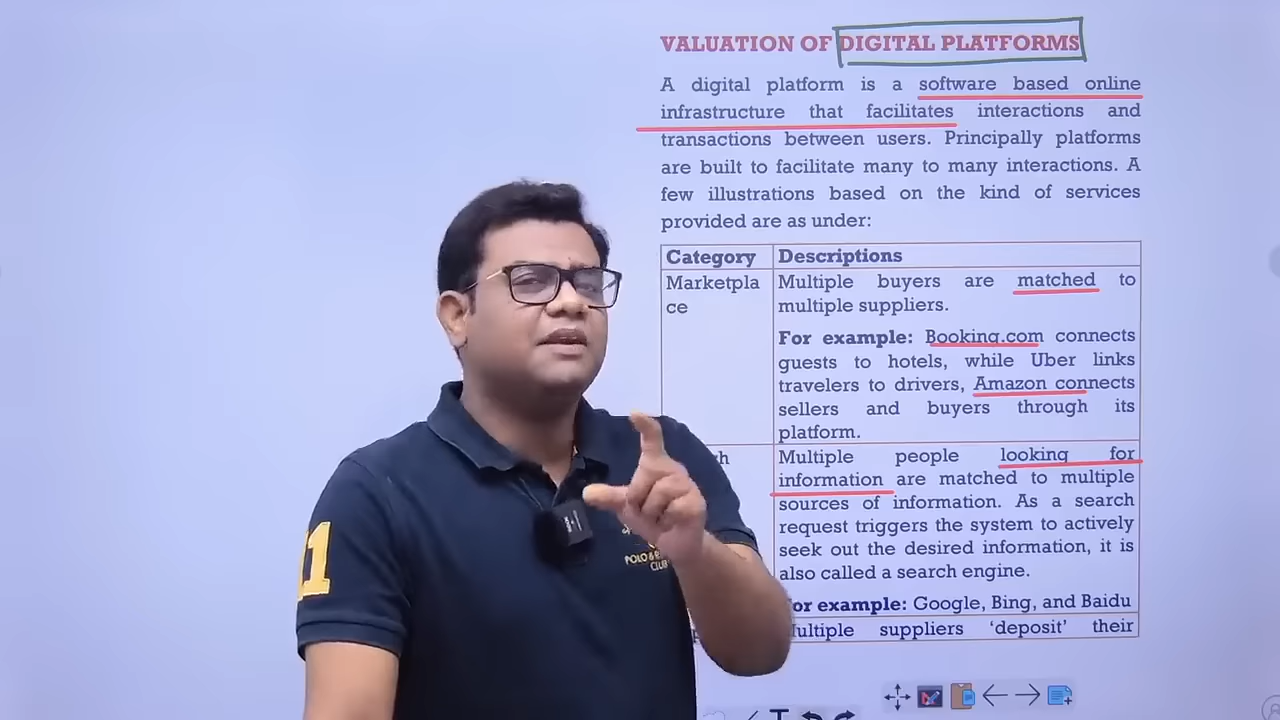 VALUATION OF DIGITAL PLATFORMS
A digital platform is a software based online
infrastructure that facilitates interactions and
transactions between users. Principally platforms
are built to facilitate many to many interactions. A
few illustrations based on the kind of services
provided are as under:
Category Descriptions
Marketpla
ce
Multiple buyers are matched to
multiple suppliers.
For example: Booking.com connects
guests to hotels, while Uber links
travelers to drivers, Amazon connects
sellers and buyers through its
platform.
Multiple people looking for
information are matched to multiple
sources of information. As a search
request triggers the system to actively
seek out the desired information, it is
also called a search engine.
example: Google, Bing, and Baidu
suppliers ‘deposit’ their
1
POLO &
CLUB